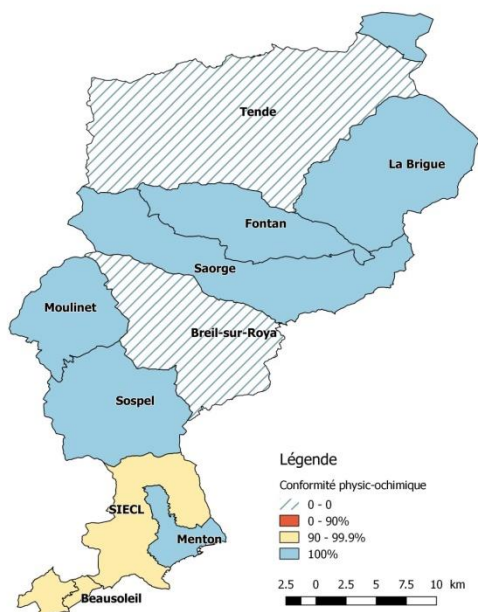 Tende
La Brigue
Fontan
Saorge
Moulinet
Breil-sur-Roya
Sospel
SIECL
Menton
Beausoleil
Légende
Conformité physic-ochimique
0 - 0
0 - 90%
90 - 99.9%
100%
2.5 0 2.5 5 7.5 10 km